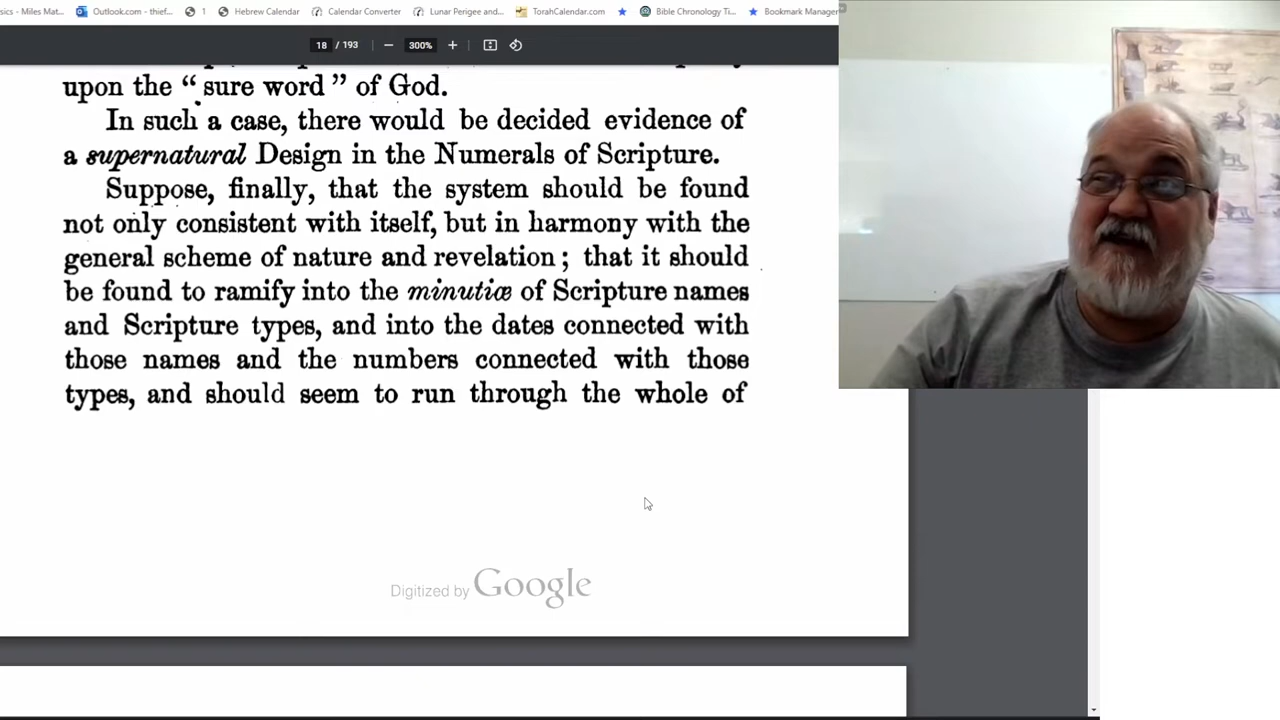 sics - Miles Mat...
Outlook.com - thief...
1
Hebrew Calendar
Calendar Converter
Lunar Perigee and...
TorahCalendar.com
Bible Chronology Ti...
Bookmark Manager
18 / 193
300%
upon the “ sure word ” of God.
In such a case, there would be decided evidence of
a supernatural Design in the Numerals of Scripture.
Suppose, finally, that the system should be found
not only consistent with itself, but in harmony with the
general scheme of nature and revelation ; that it should
be found to ramify into the minutiæ of Scripture names
and Scripture types, and into the dates connected with
those names and the numbers connected with those
types, and should seem to run through the whole of
Digitized by Google